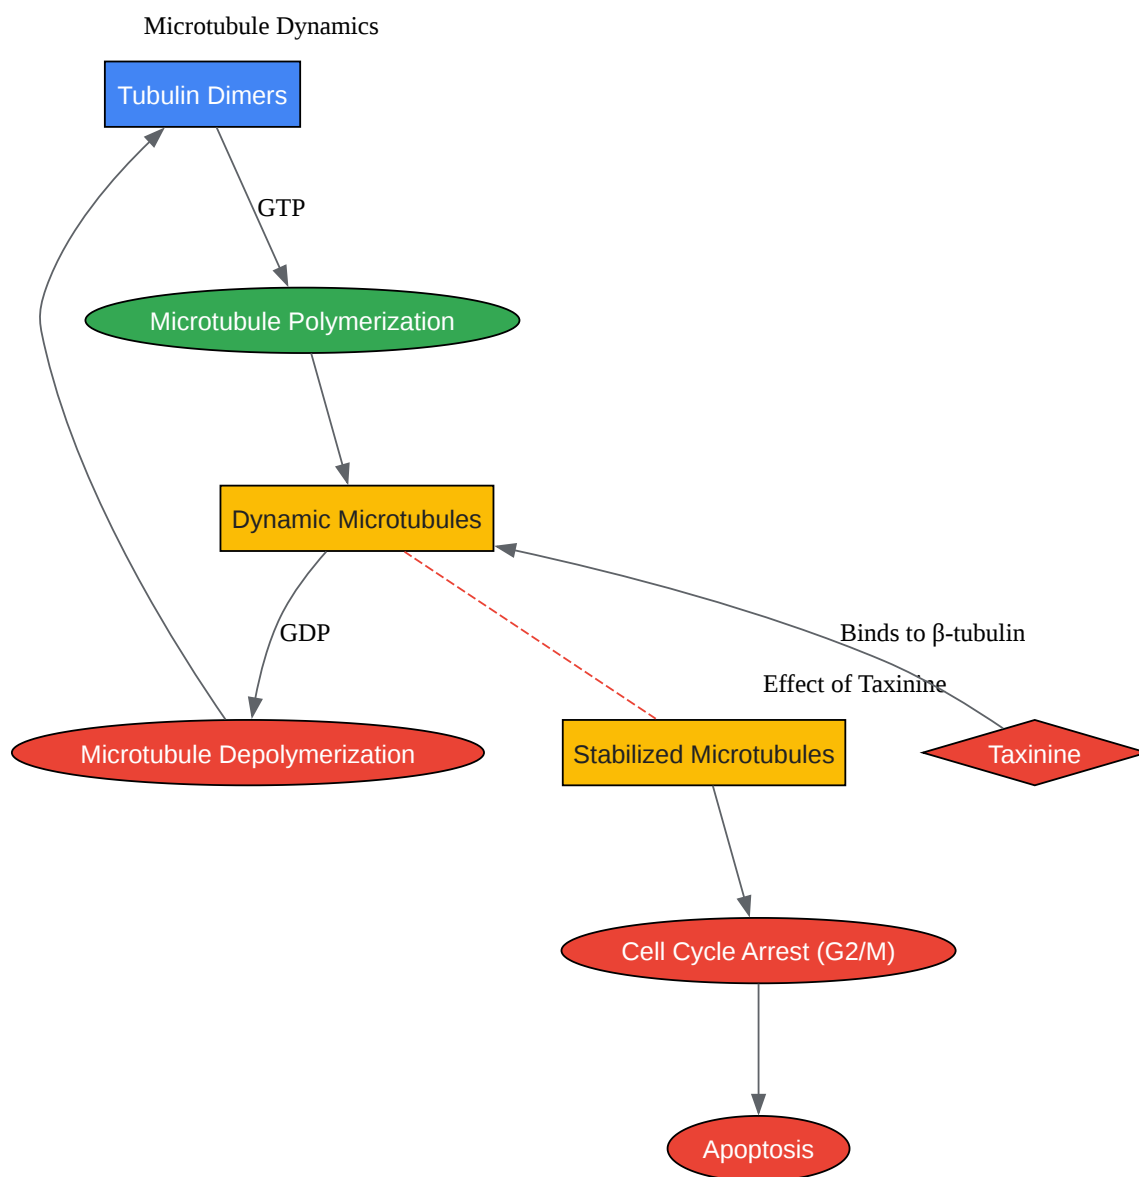 Microtubule Dynamics
Tubulin Dimers
GTP
Microtubule Polymerization
Dynamic Microtubules
GDP
Binds to β-tubulin
Effect of Taxinine
Microtubule Depolymerization
Stabilized Microtubules
Taxinine
Cell Cycle Arrest (G2/M)
Apoptosis